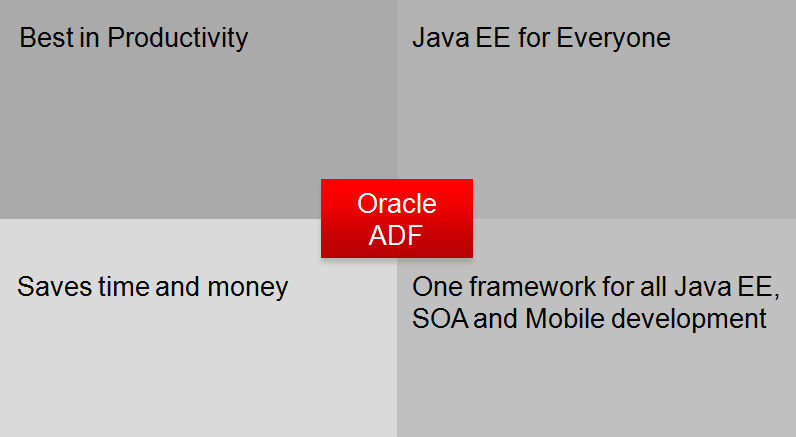 Best in Productivity
Java EE for Everyone
Oracle
ADF
Saves time and money
One framework for all Java EE,
SOA and Mobile development